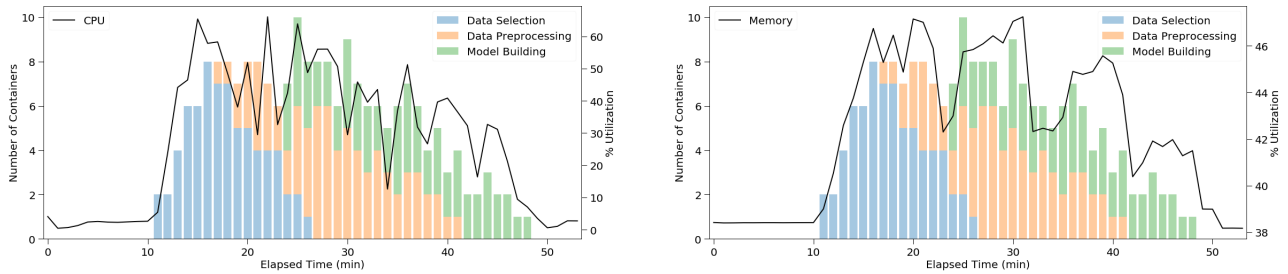 CPU
Data Selection
Data Preprocessing
Model Building
Number of Containers
10
8
6
4
2
0
60
50
40
30
20
10
0
% Utilization
0
10
20
30
40
50
Elapsed Time (min)
Memory
Data Selection
Data Preprocessing
Model Building
Number of Containers
10
8
6
4
2
0
46
44
42
40
38
% Utilization
0
10
20
30
40
50
Elapsed Time (min)